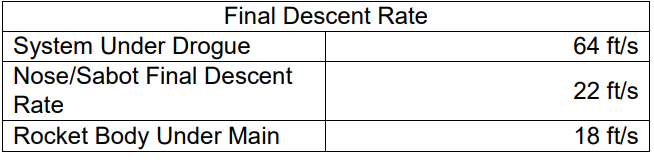 Final Descent Rate
System Under Drogue 64 ft/s
Nose/Sabot Final Descent
Rate 22 ft/s
Rocket Body Under Main 18 ft/s